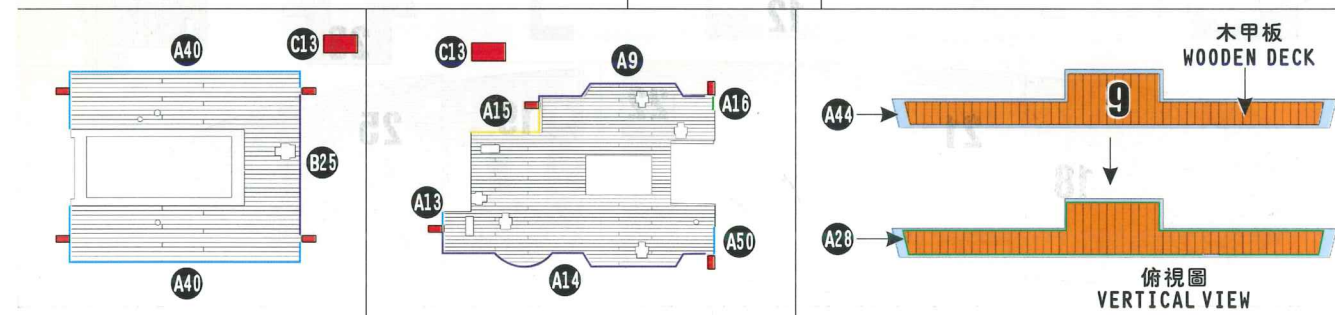 A40
C13
B25
A40
C13
A9
A15
A16
A13
A50
A14
木甲板
WOODEN DECK
A44
9
A28
俯視圖
VERTICAL VIEW